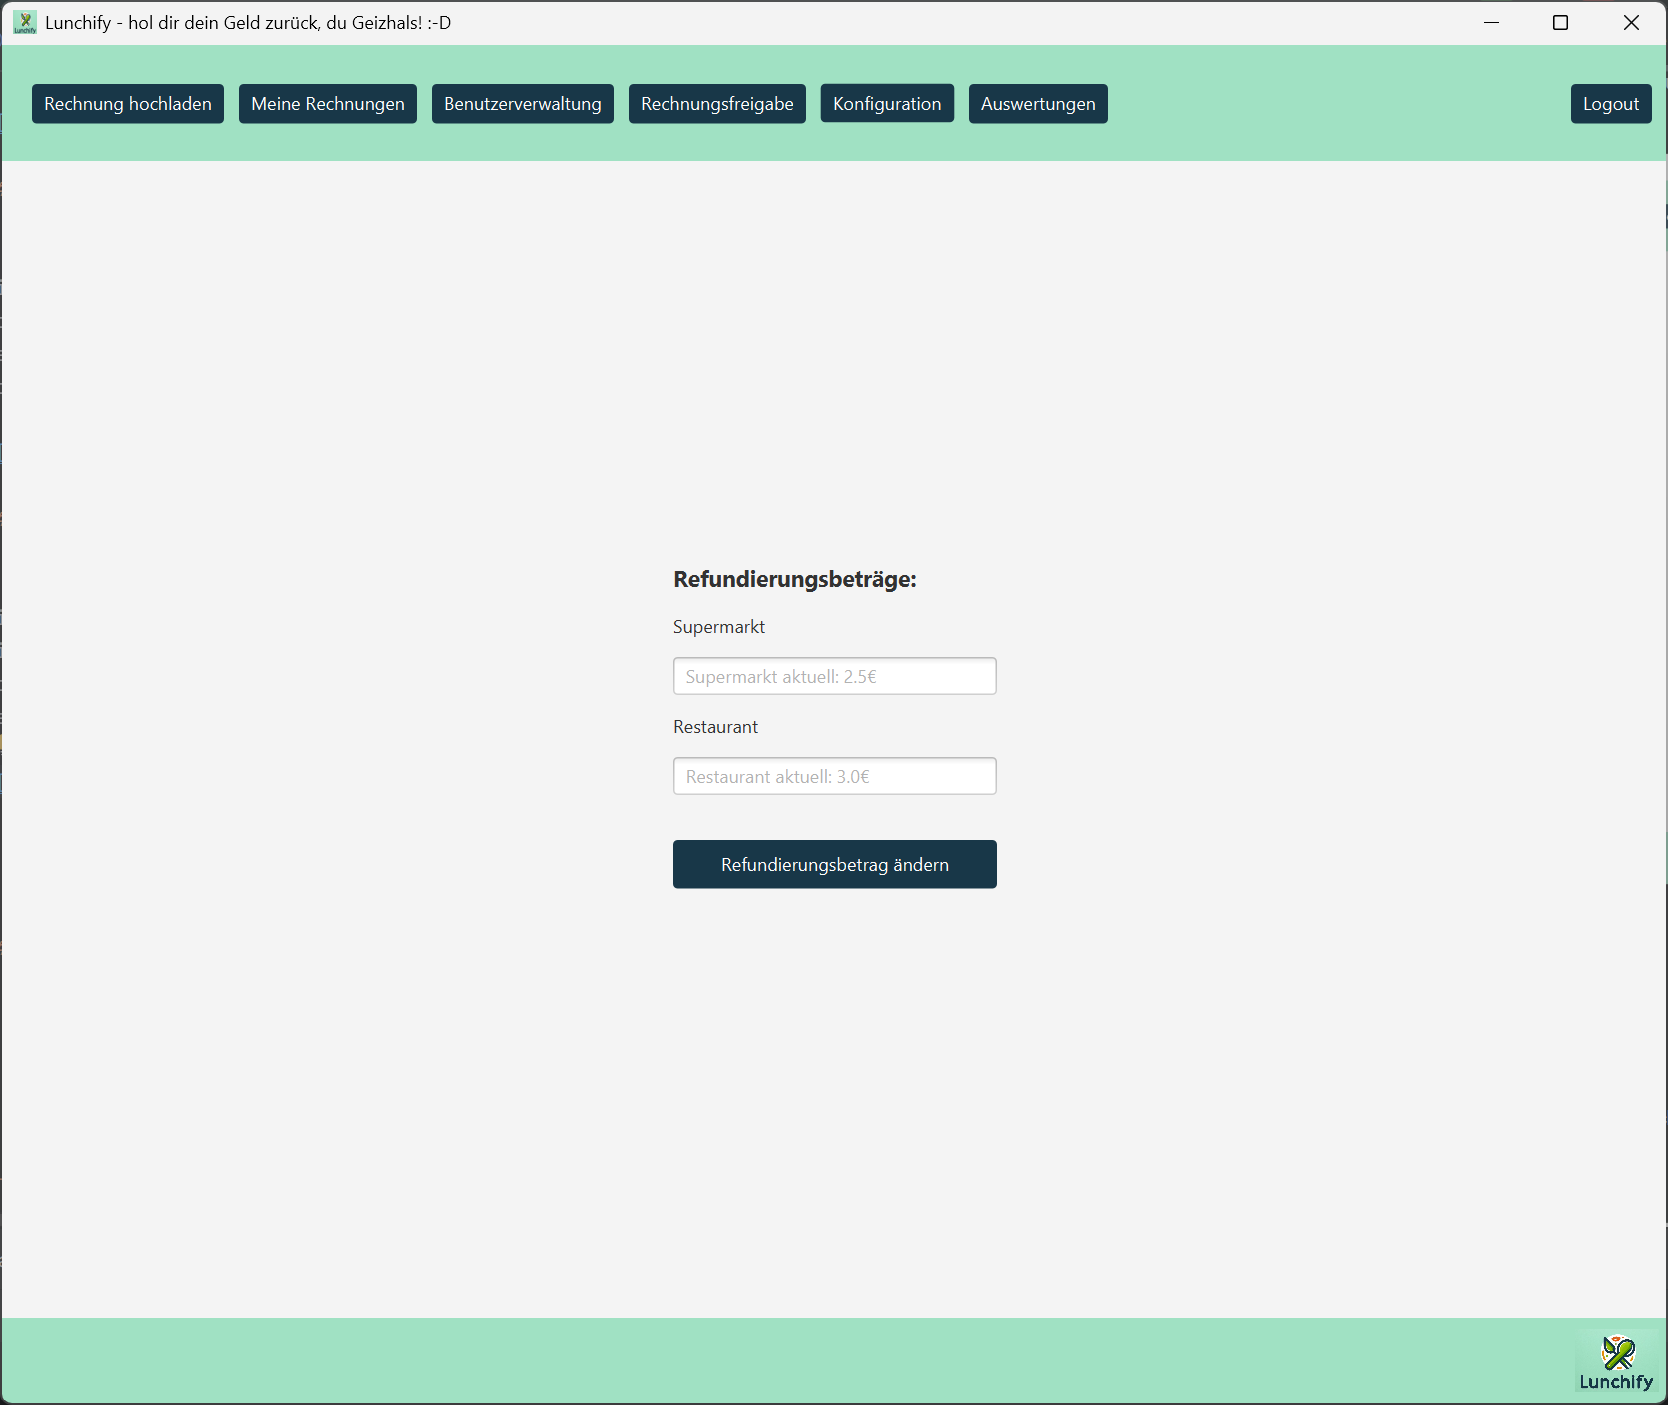 Lunchify - hol dir dein Geld zurück, du Geizhals! :-D
Rechnung hochladen Meine Rechnungen Benutzerverwaltung Rechnungsfreigabe Konfiguration Auswertungen Logout
Refundierungsbeträge:
Supermarkt
Supermarkt aktuell: 2.5€
Restaurant
Restaurant aktuell: 3.0€
Refundierungsbetrag ändern
Lunchify